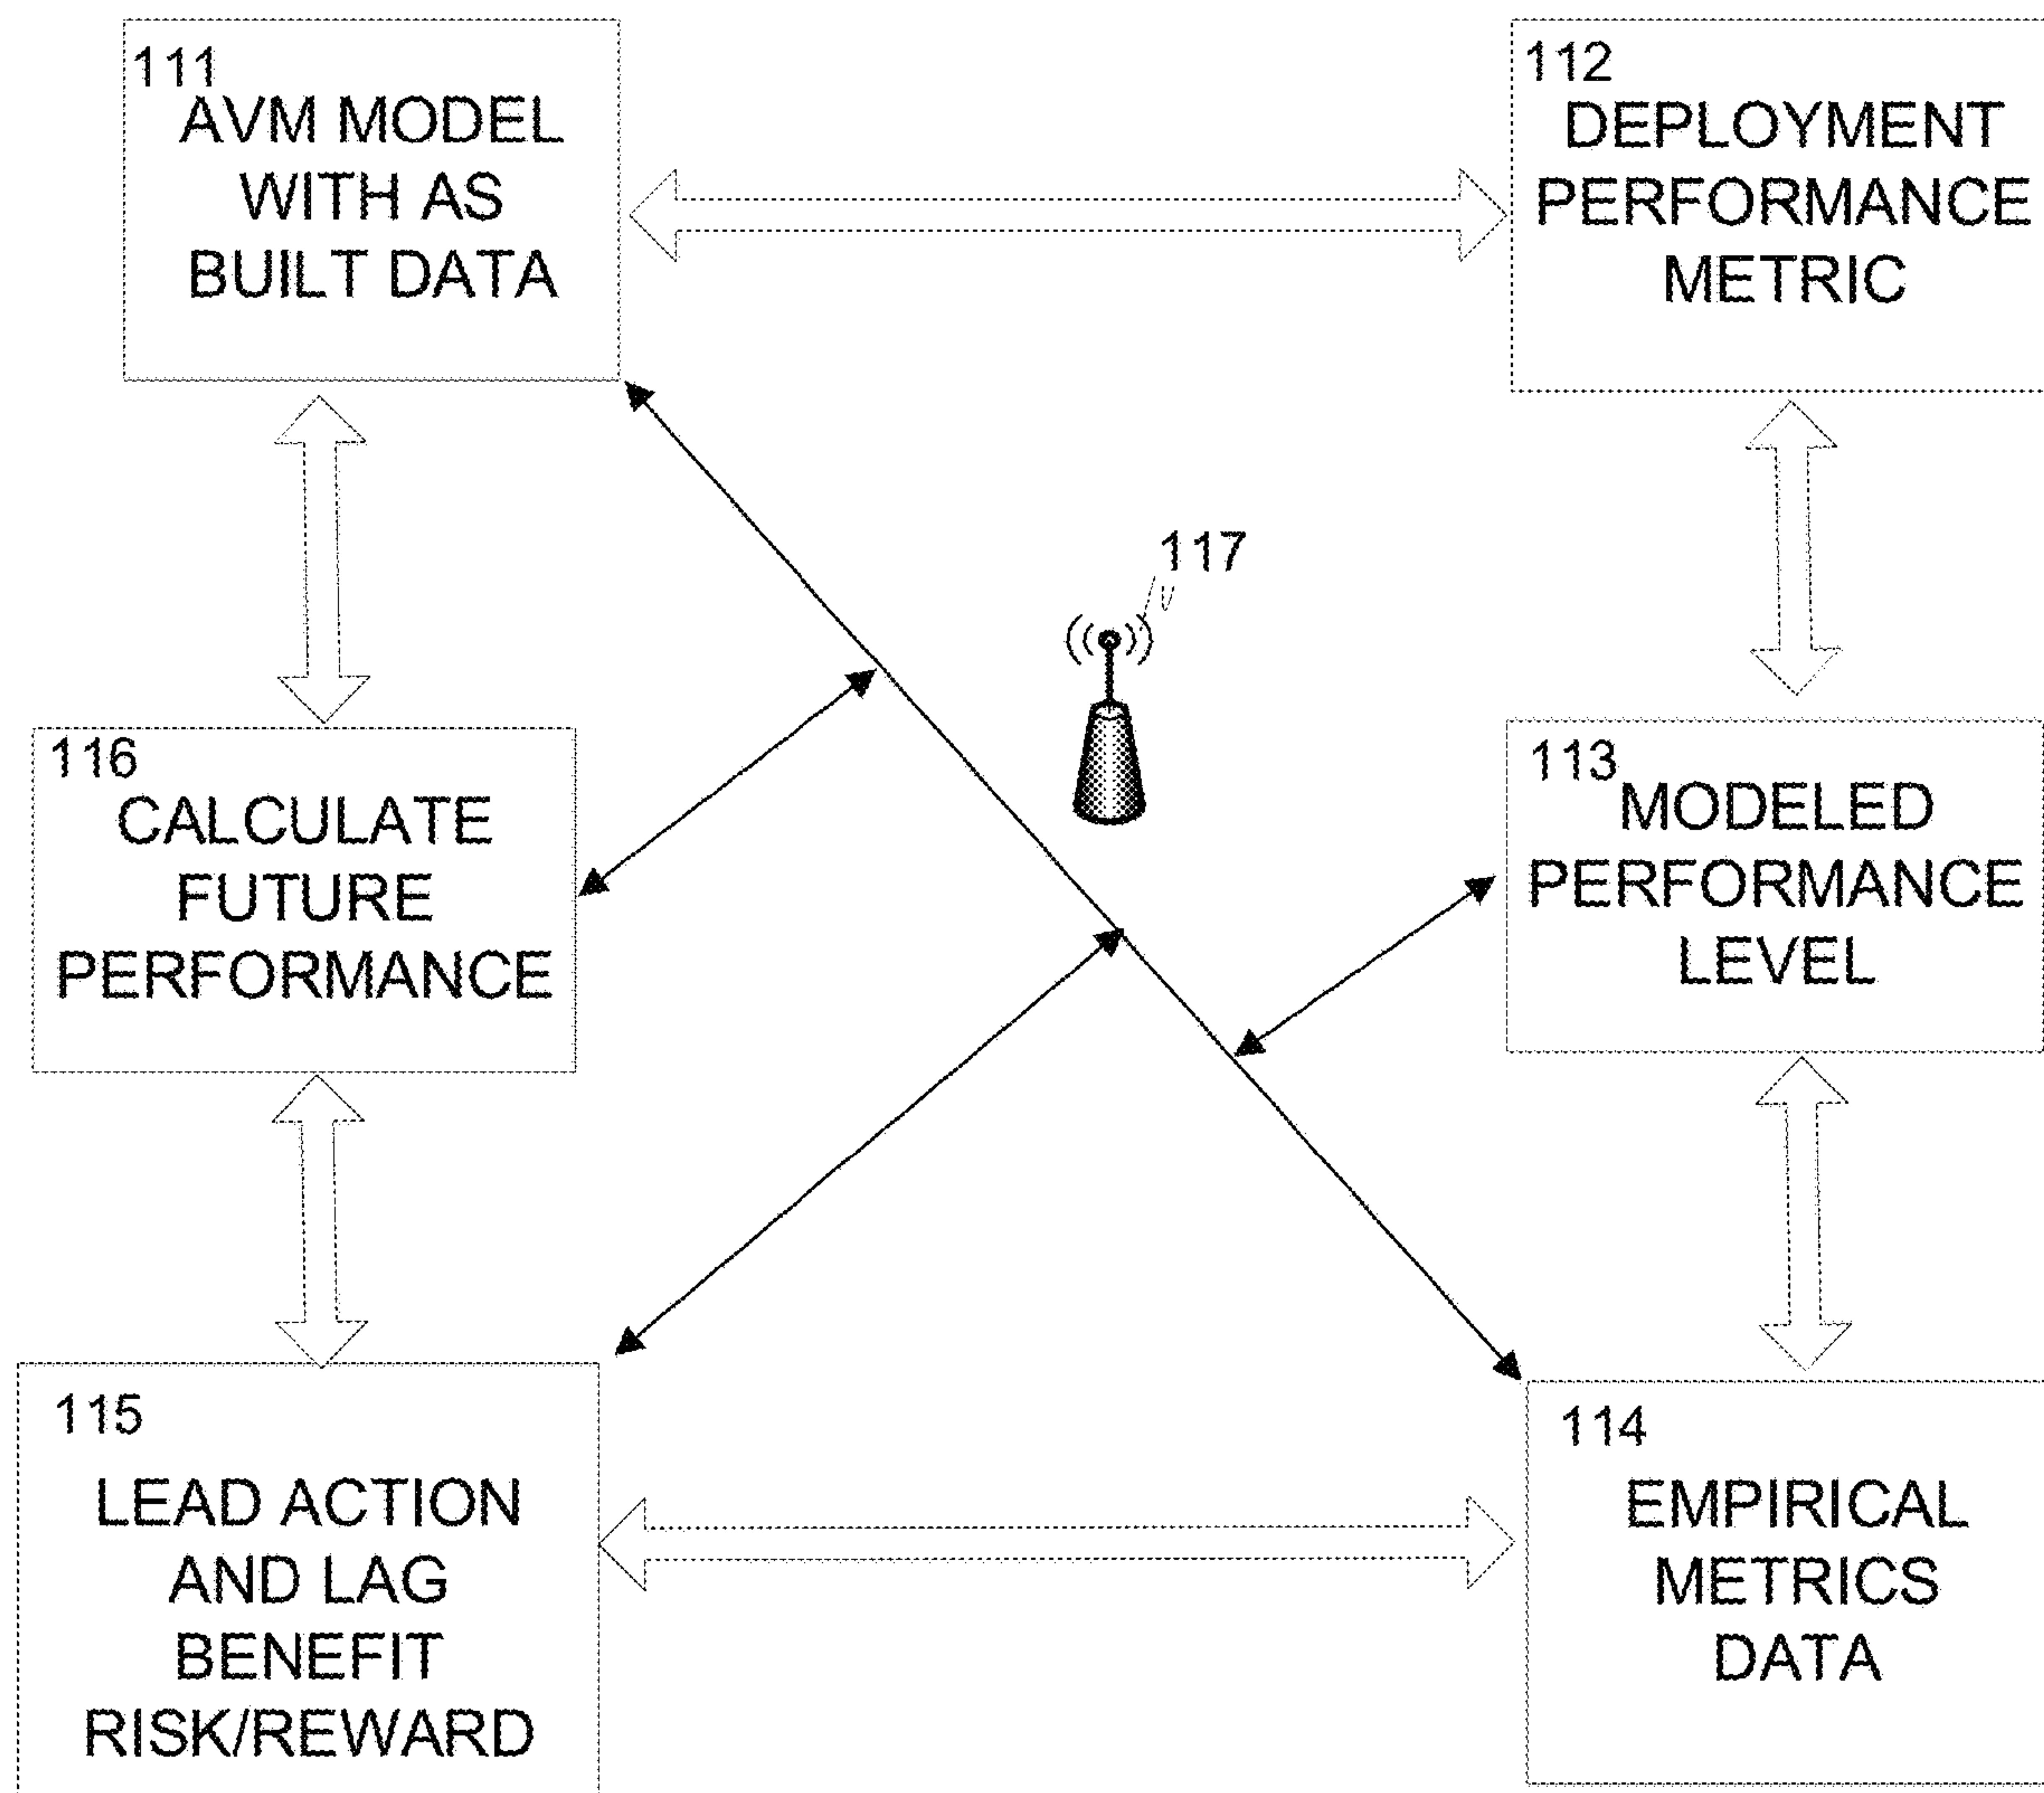 111
AVM MODEL
WITH AS
BUILT DATA
112
DEPLOYMENT
PERFORMANCE
METRIC
117
116
CALCULATE
FUTURE
PERFORMANCE
113
MODELED
PERFORMANCE
LEVEL
115
LEAD ACTION
AND LAG
BENEFIT
RISK/REWARD
114
EMPIRICAL
METRICS
DATA